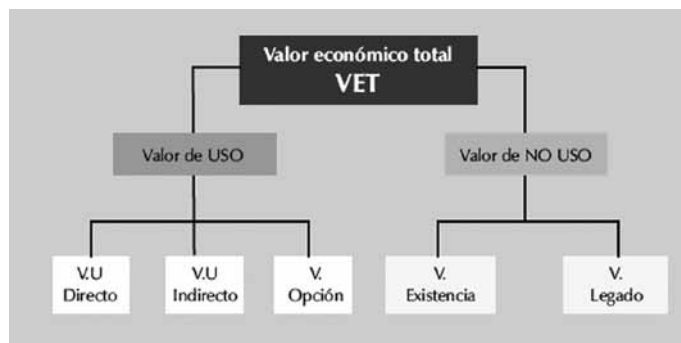 Valor económico total
VET
Valor de USO
Valor de NO USO
V.U
Directo
V.U
Indirecto
V.
Opción
V.
Existencia
V.
Legado